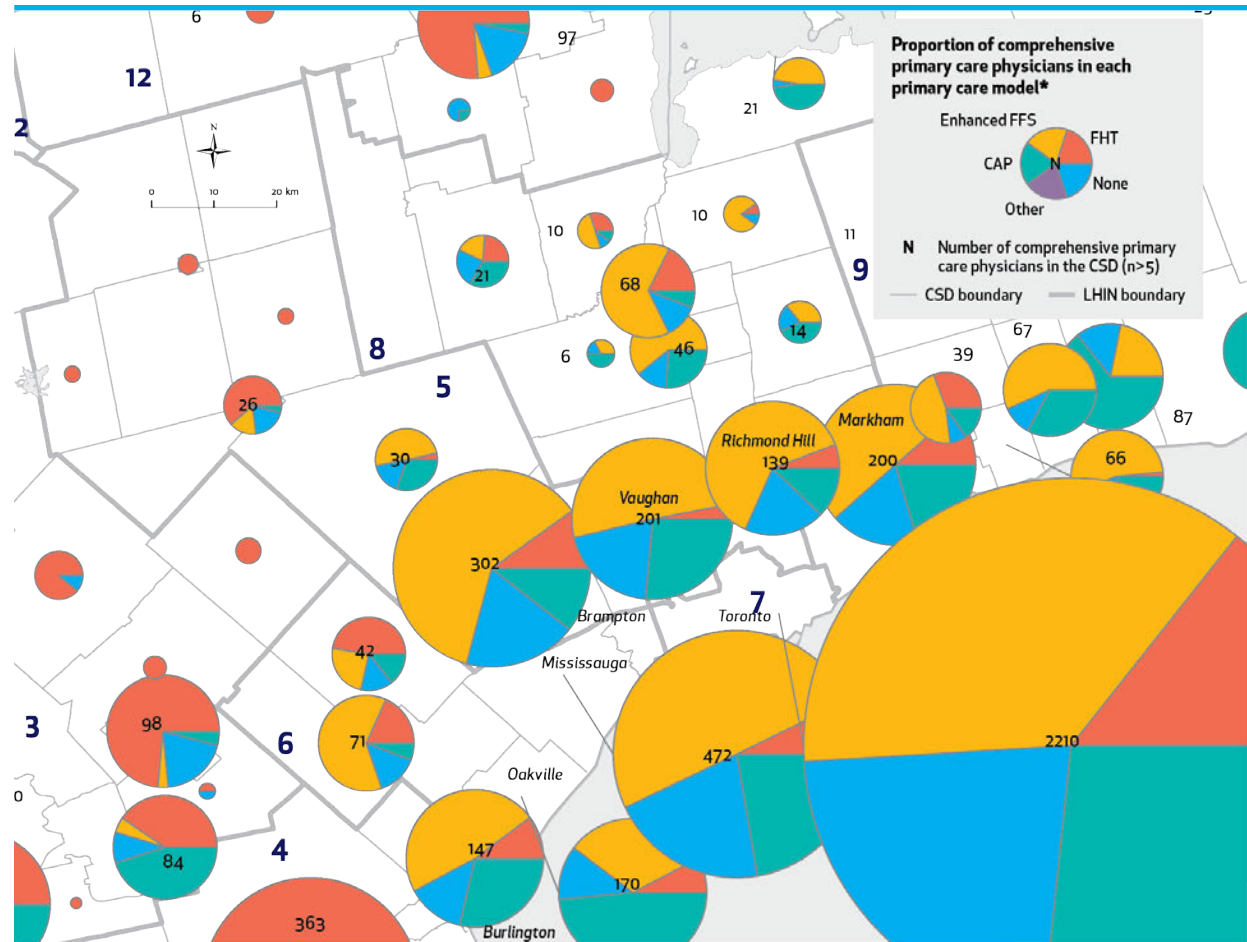 6
97
12
2
21
Proportion of comprehensive
primary care physicians in each
primary care model*
Enhanced FFS
FHT
CAP
N
None
Other
N Number of comprehensive primary
care physicians in the CSD (n>5)
CSD boundary
LHIN boundary
N
0 10 20 km
10
10
11
9
21
68
8
14
67
6
46
39
5
26
87
Markham
Richmond Hill
30
139
200
66
Vaughan
201
302
7
Brampton
Toronto
42
Mississauga
3
98
6
71
2210
472
Oakville
0
4
84
147
170
363
Burlington